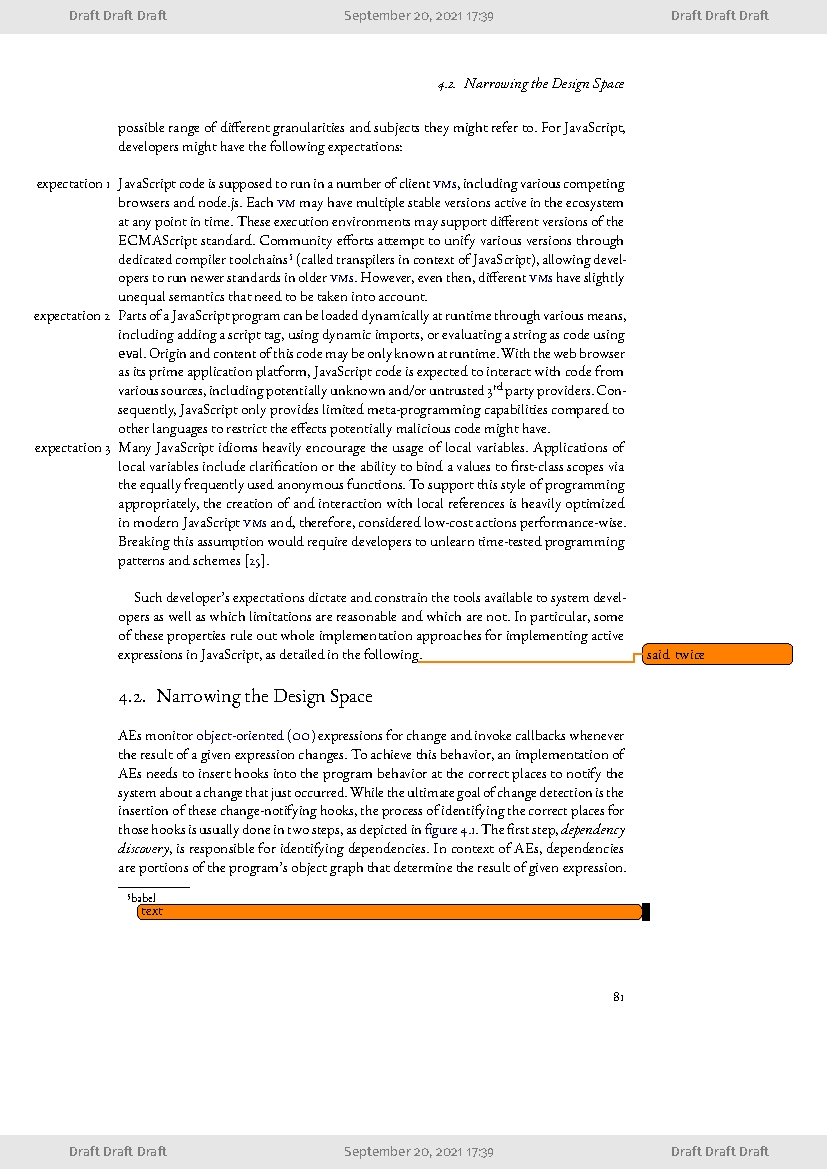 Draft Draft Draft September 20, 2021 17:39 Draft Draft Draft
4.2. Narrowing the Design Space
possible range of different granularities and subjects they might refer to. For JavaScript,
developers might have the following expectations:
expectation 1 JavaScript code is supposed to run in a number of client VMs, including various competing
browsers and node.js. Each VM may have multiple stable versions active in the ecosystem
at any point in time. These execution environments may support different versions of the
ECMAScript standard. Community efforts attempt to unify various versions through
dedicated compiler toolchains⁵ (called transpilers in context of JavaScript), allowing devel-
opers to run newer standards in older VMs. However, even then, different VMs have slightly
unequal semantics that need to be taken into account.
expectation 2 Parts of a JavaScript program can be loaded dynamically at runtime through various means,
including adding a script tag, using dynamic imports, or evaluating a string as code using
eval. Origin and content of this code may be only known at runtime. With the web browser
as its prime application platform, JavaScript code is expected to interact with code from
various sources, including potentially unknown and/or untrusted 3rd party providers. Con-
sequently, JavaScript only provides limited meta-programming capabilities compared to
other languages to restrict the effects potentially malicious code might have.
expectation 3 Many JavaScript idioms heavily encourage the usage of local variables. Applications of
local variables include clarification or the ability to bind a values to first-class scopes via
the equally frequently used anonymous functions. To support this style of programming
appropriately, the creation of and interaction with local references is heavily optimized
in modern JavaScript VMs and, therefore, considered low-cost actions performance-wise.
Breaking this assumption would require developers to unlearn time-tested programming
patterns and schemes [25].
Such developer's expectations dictate and constrain the tools available to system devel-
opers as well as which limitations are reasonable and which are not. In particular, some
of these properties rule out whole implementation approaches for implementing active
expressions in JavaScript, as detailed in the following.
said twice
4.2. Narrowing the Design Space
AEs monitor object-oriented (OO) expressions for change and invoke callbacks whenever
the result of a given expression changes. To achieve this behavior, an implementation of
AEs needs to insert hooks into the program behavior at the correct places to notify the
system about a change that just occurred. While the ultimate goal of change detection is the
insertion of these change-notifying hooks, the process of identifying the correct places for
those hooks is usually done in two steps, as depicted in figure 4.1. The first step, dependency
discovery, is responsible for identifying dependencies. In context of AEs, dependencies
are portions of the program's object graph that determine the result of given expression.
⁵babel
text
81
Draft Draft Draft September 20, 2021 17:39 Draft Draft Draft